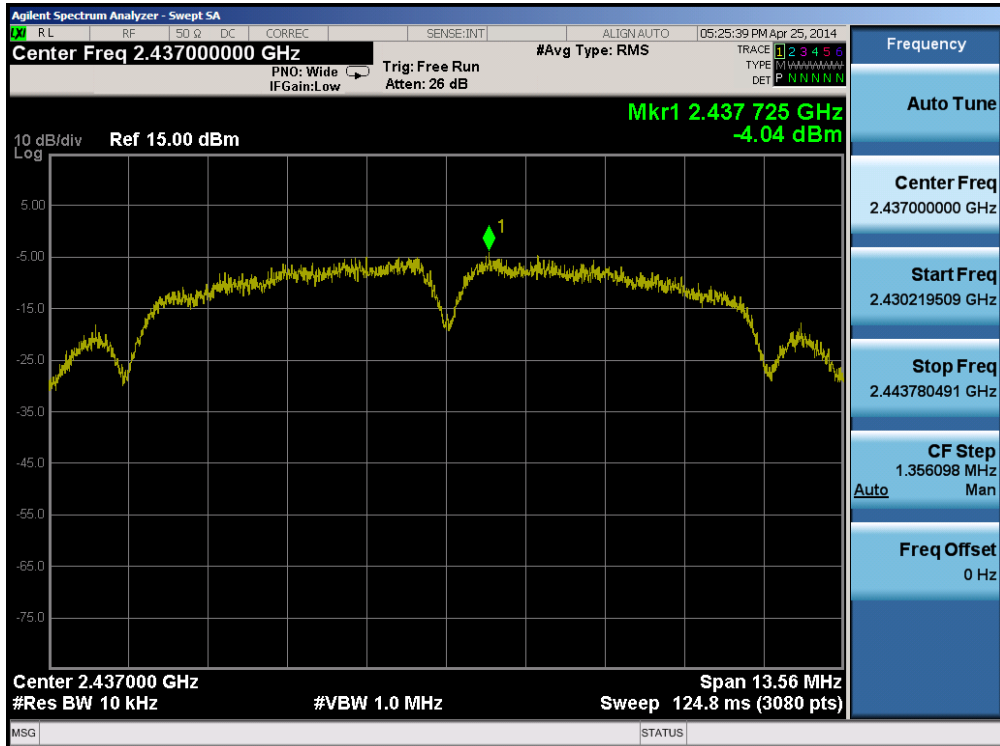 Agilent Spectrum Analyzer - Swept SA
LXI RL RF 50 Ω DC CORREC SENSE:INT ALIGN AUTO 05:25:39 PM Apr 25, 2014
Center Freq 2.437000000 GHz
PNO: Wide
IFGain:Low
Trig: Free Run
Atten: 26 dB
#Avg Type: RMS
TRACE 1 2 3 4 5 6
TYPE M WWWWW
DET P N N N N N
Mkr1 2.437 725 GHz
-4.04 dBm
10 dB/div Ref 15.00 dBm
Log
1
5.00
-5.00
-15.0
-25.0
-35.0
-45.0
-55.0
-65.0
-75.0
Center 2.437000 GHz Span 13.56 MHz
#Res BW 10 kHz #VBW 1.0 MHz Sweep 124.8 ms (3080 pts)
MSG STATUS
Frequency
Auto Tune
Center Freq
2.437000000 GHz
Start Freq
2.430219509 GHz
Stop Freq
2.443780491 GHz
CF Step
1.356098 MHz
Auto Man
Freq Offset
0 Hz